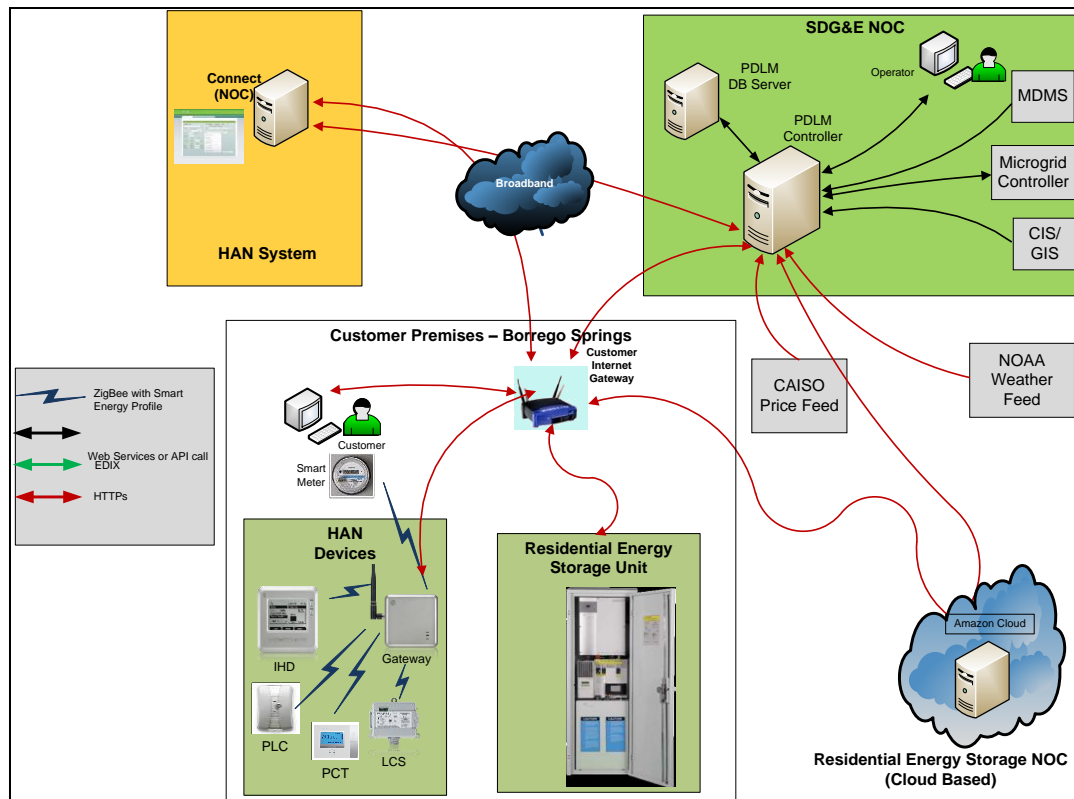 Connect
(NOC)
HAN System
Broadband
SDG&E NOC
PDLM
DB Server
Operator
PDLM
Controller
MDMS
Microgrid
Controller
CIS/
GIS
CAISO
Price Feed
NOAA
Weather
Feed
ZigBee with Smart
Energy Profile
Web Services or API call
EDIX
HTTPs
Customer Premises – Borrego Springs
Customer
Internet
Gateway
Customer
Smart
Meter
HAN
Devices
IHD
Gateway
PLC
PCT
LCS
Residential Energy
Storage Unit
Amazon Cloud
Residential Energy Storage NOC
(Cloud Based)